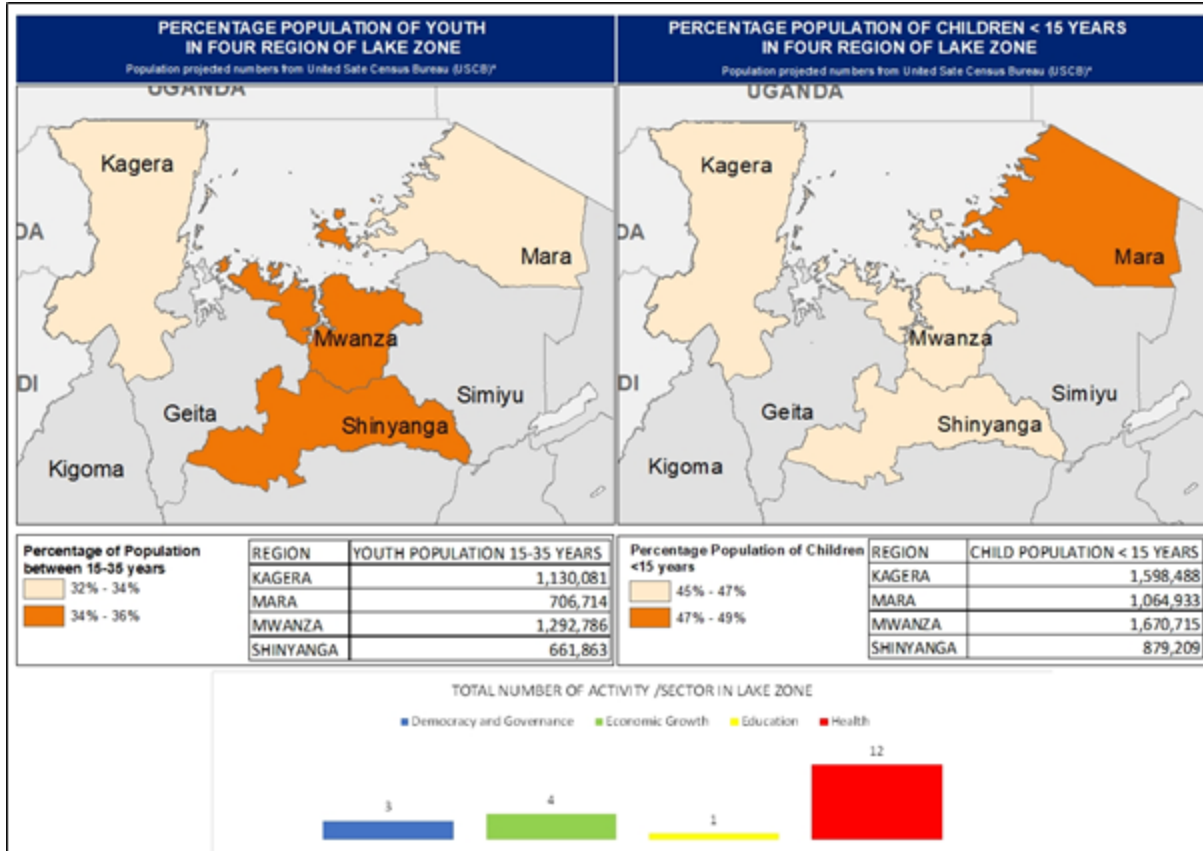 PERCENTAGE POPULATION OF YOUTH
IN FOUR REGION OF LAKE ZONE
Population projected numbers from United Sate Census Bureau (USCB)*
UGANDA
Kagera
DA
Mara
Mwanza
DI
Simiyu
Geita
Shinyanga
Kigoma
PERCENTAGE POPULATION OF CHILDREN < 15 YEARS
IN FOUR REGION OF LAKE ZONE
Population projected numbers from United Sate Census Bureau (USCB)*
UGANDA
Kagera
DA
Mara
Mwanza
DI
Simiyu
Geita
Shinyanga
Kigoma
Percentage of Population
between 15-35 years
32% - 34%
34% - 36%
REGION YOUTH POPULATION 15-35 YEARS
KAGERA 1,130,081
MARA 706,714
MWANZA 1,292,786
SHINYANGA 661,863
Percentage Population of Children
<15 years
45% - 47%
47% - 49%
REGION CHILD POPULATION < 15 YEARS
KAGERA 1,598,488
MARA 1,064,933
MWANZA 1,670,715
SHINYANGA 879,209
TOTAL NUMBER OF ACTIVITY /SECTOR IN LAKE ZONE
Democracy and Governance Economic Growth Education Health
3
4
1
12